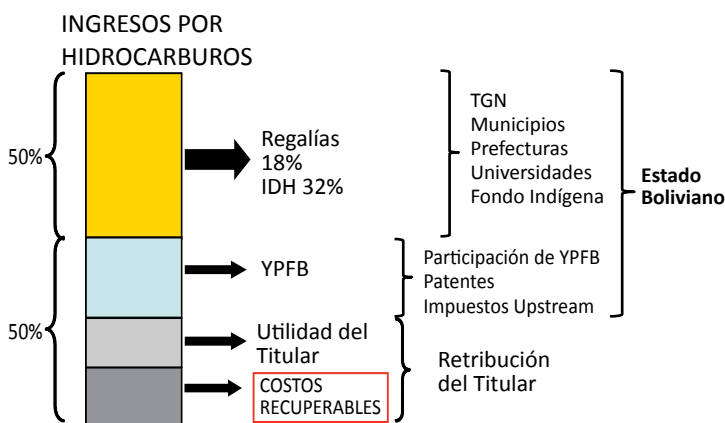 INGRESOS POR
HIDROCARBUROS
50%
Regalías
18%
IDH 32%
TGN
Municipios
Prefecturas
Universidades
Fondo Indígena
Estado
Boliviano
YPFB
Participación de YPFB
Patentes
Impuestos Upstream
50%
Utilidad del
Titular
COSTOS
RECUPERABLES
Retribución
del Titular